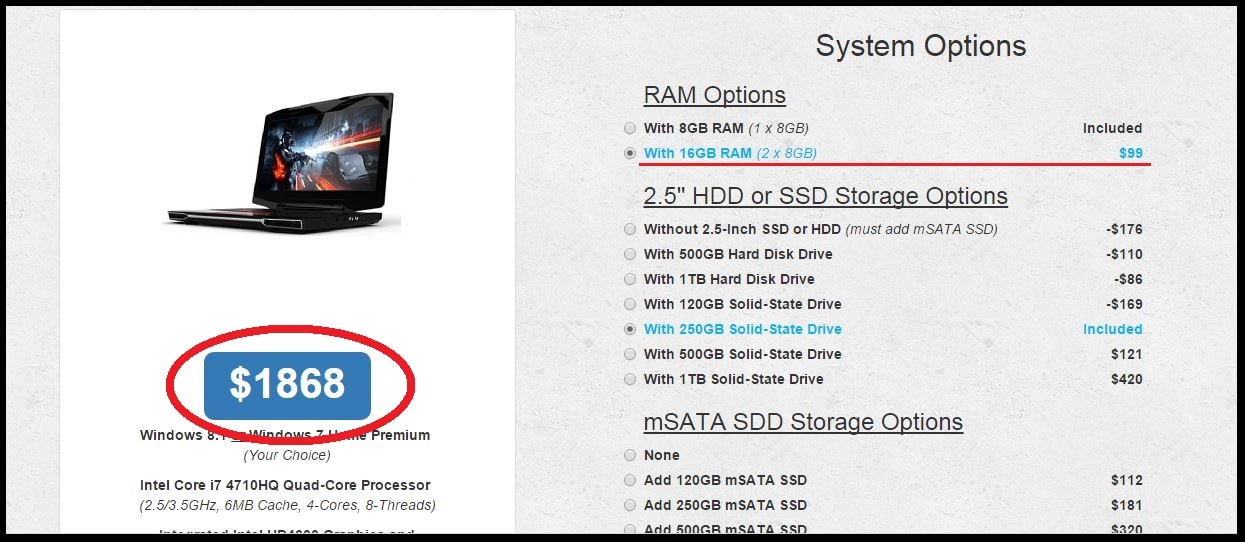 System Options
RAM Options
With 8GB RAM (1 x 8GB) Included
With 16GB RAM (2 x 8GB) $99
2.5" HDD or SSD Storage Options
Without 2.5-Inch SSD or HDD (must add mSATA SSD) -$176
With 500GB Hard Disk Drive -$110
With 1TB Hard Disk Drive -$86
With 120GB Solid-State Drive -$169
With 250GB Solid-State Drive Included
With 500GB Solid-State Drive $121
With 1TB Solid-State Drive $420
mSATA SDD Storage Options
None
Add 120GB mSATA SSD $112
Add 250GB mSATA SSD $181
Add 500GB mSATA SSD $320
$1868
Windows 8.1 or Windows 7 Home Premium
(Your Choice)
Intel Core i7 4710HQ Quad-Core Processor
(2.5/3.5GHz, 6MB Cache, 4-Cores, 8-Threads)
Integrated Intel HD4600 Graphics and